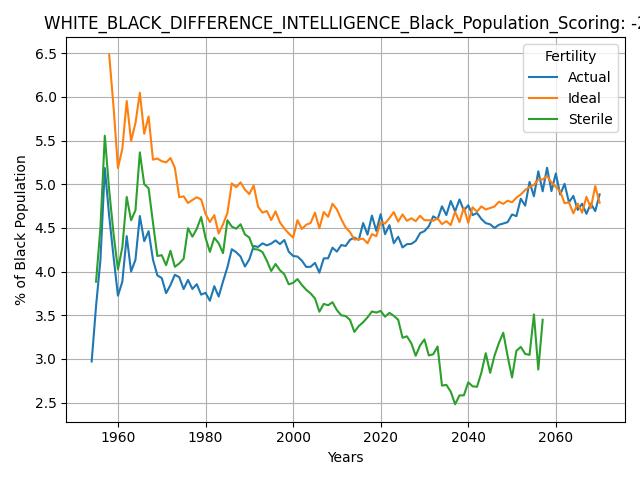 WHITE_BLACK_DIFFERENCE_INTELLIGENCE_Black_Population_Scoring: -2
6.5
6.0
5.5
5.0
4.5
4.0
3.5
3.0
2.5
% of Black Population
Fertility
Actual
Ideal
Sterile
1960
1980
2000
2020
2040
2060
Years